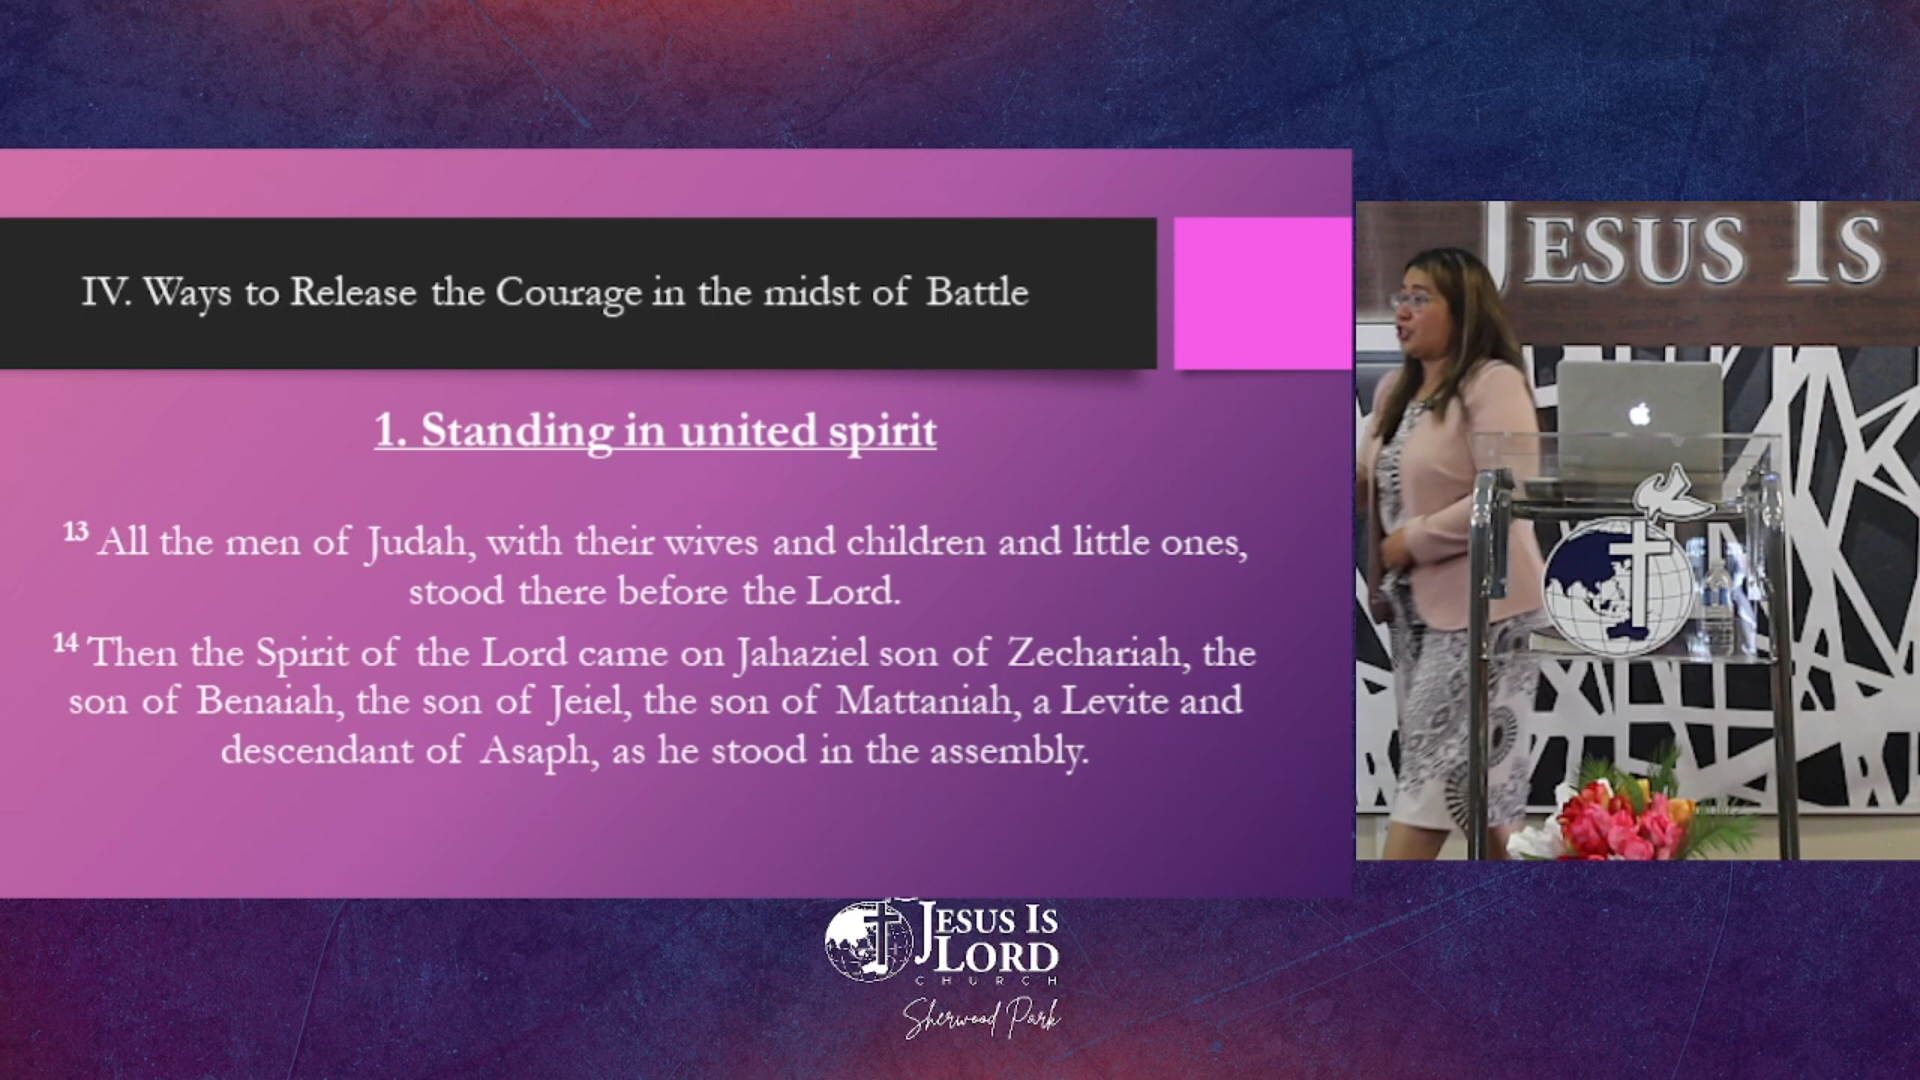 IV. Ways to Release the Courage in the midst of Battle
1. Standing in united spirit
13 All the men of Judah, with their wives and children and little ones,
stood there before the Lord.
14 Then the Spirit of the Lord came on Jahaziel son of Zechariah, the
son of Benaiah, the son of Jeiel, the son of Mattaniah, a Levite and
descendant of Asaph, as he stood in the assembly.
JESUS IS
JESUS IS
LORD
CHURCH
Sherwood Park